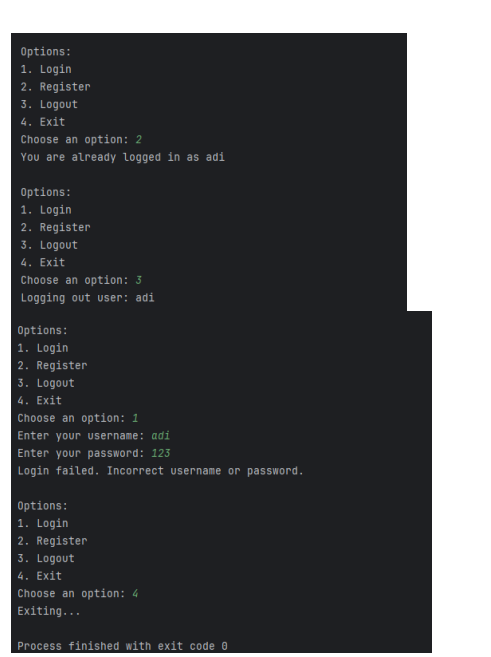 Options:
1. Login
2. Register
3. Logout
4. Exit
Choose an option: 2
You are already logged in as adi
Options:
1. Login
2. Register
3. Logout
4. Exit
Choose an option: 3
Logging out user: adi
Options:
1. Login
2. Register
3. Logout
4. Exit
Choose an option: 1
Enter your username: adi
Enter your password: 123
Login failed. Incorrect username or password.
Options:
1. Login
2. Register
3. Logout
4. Exit
Choose an option: 4
Exiting...
Process finished with exit code 0